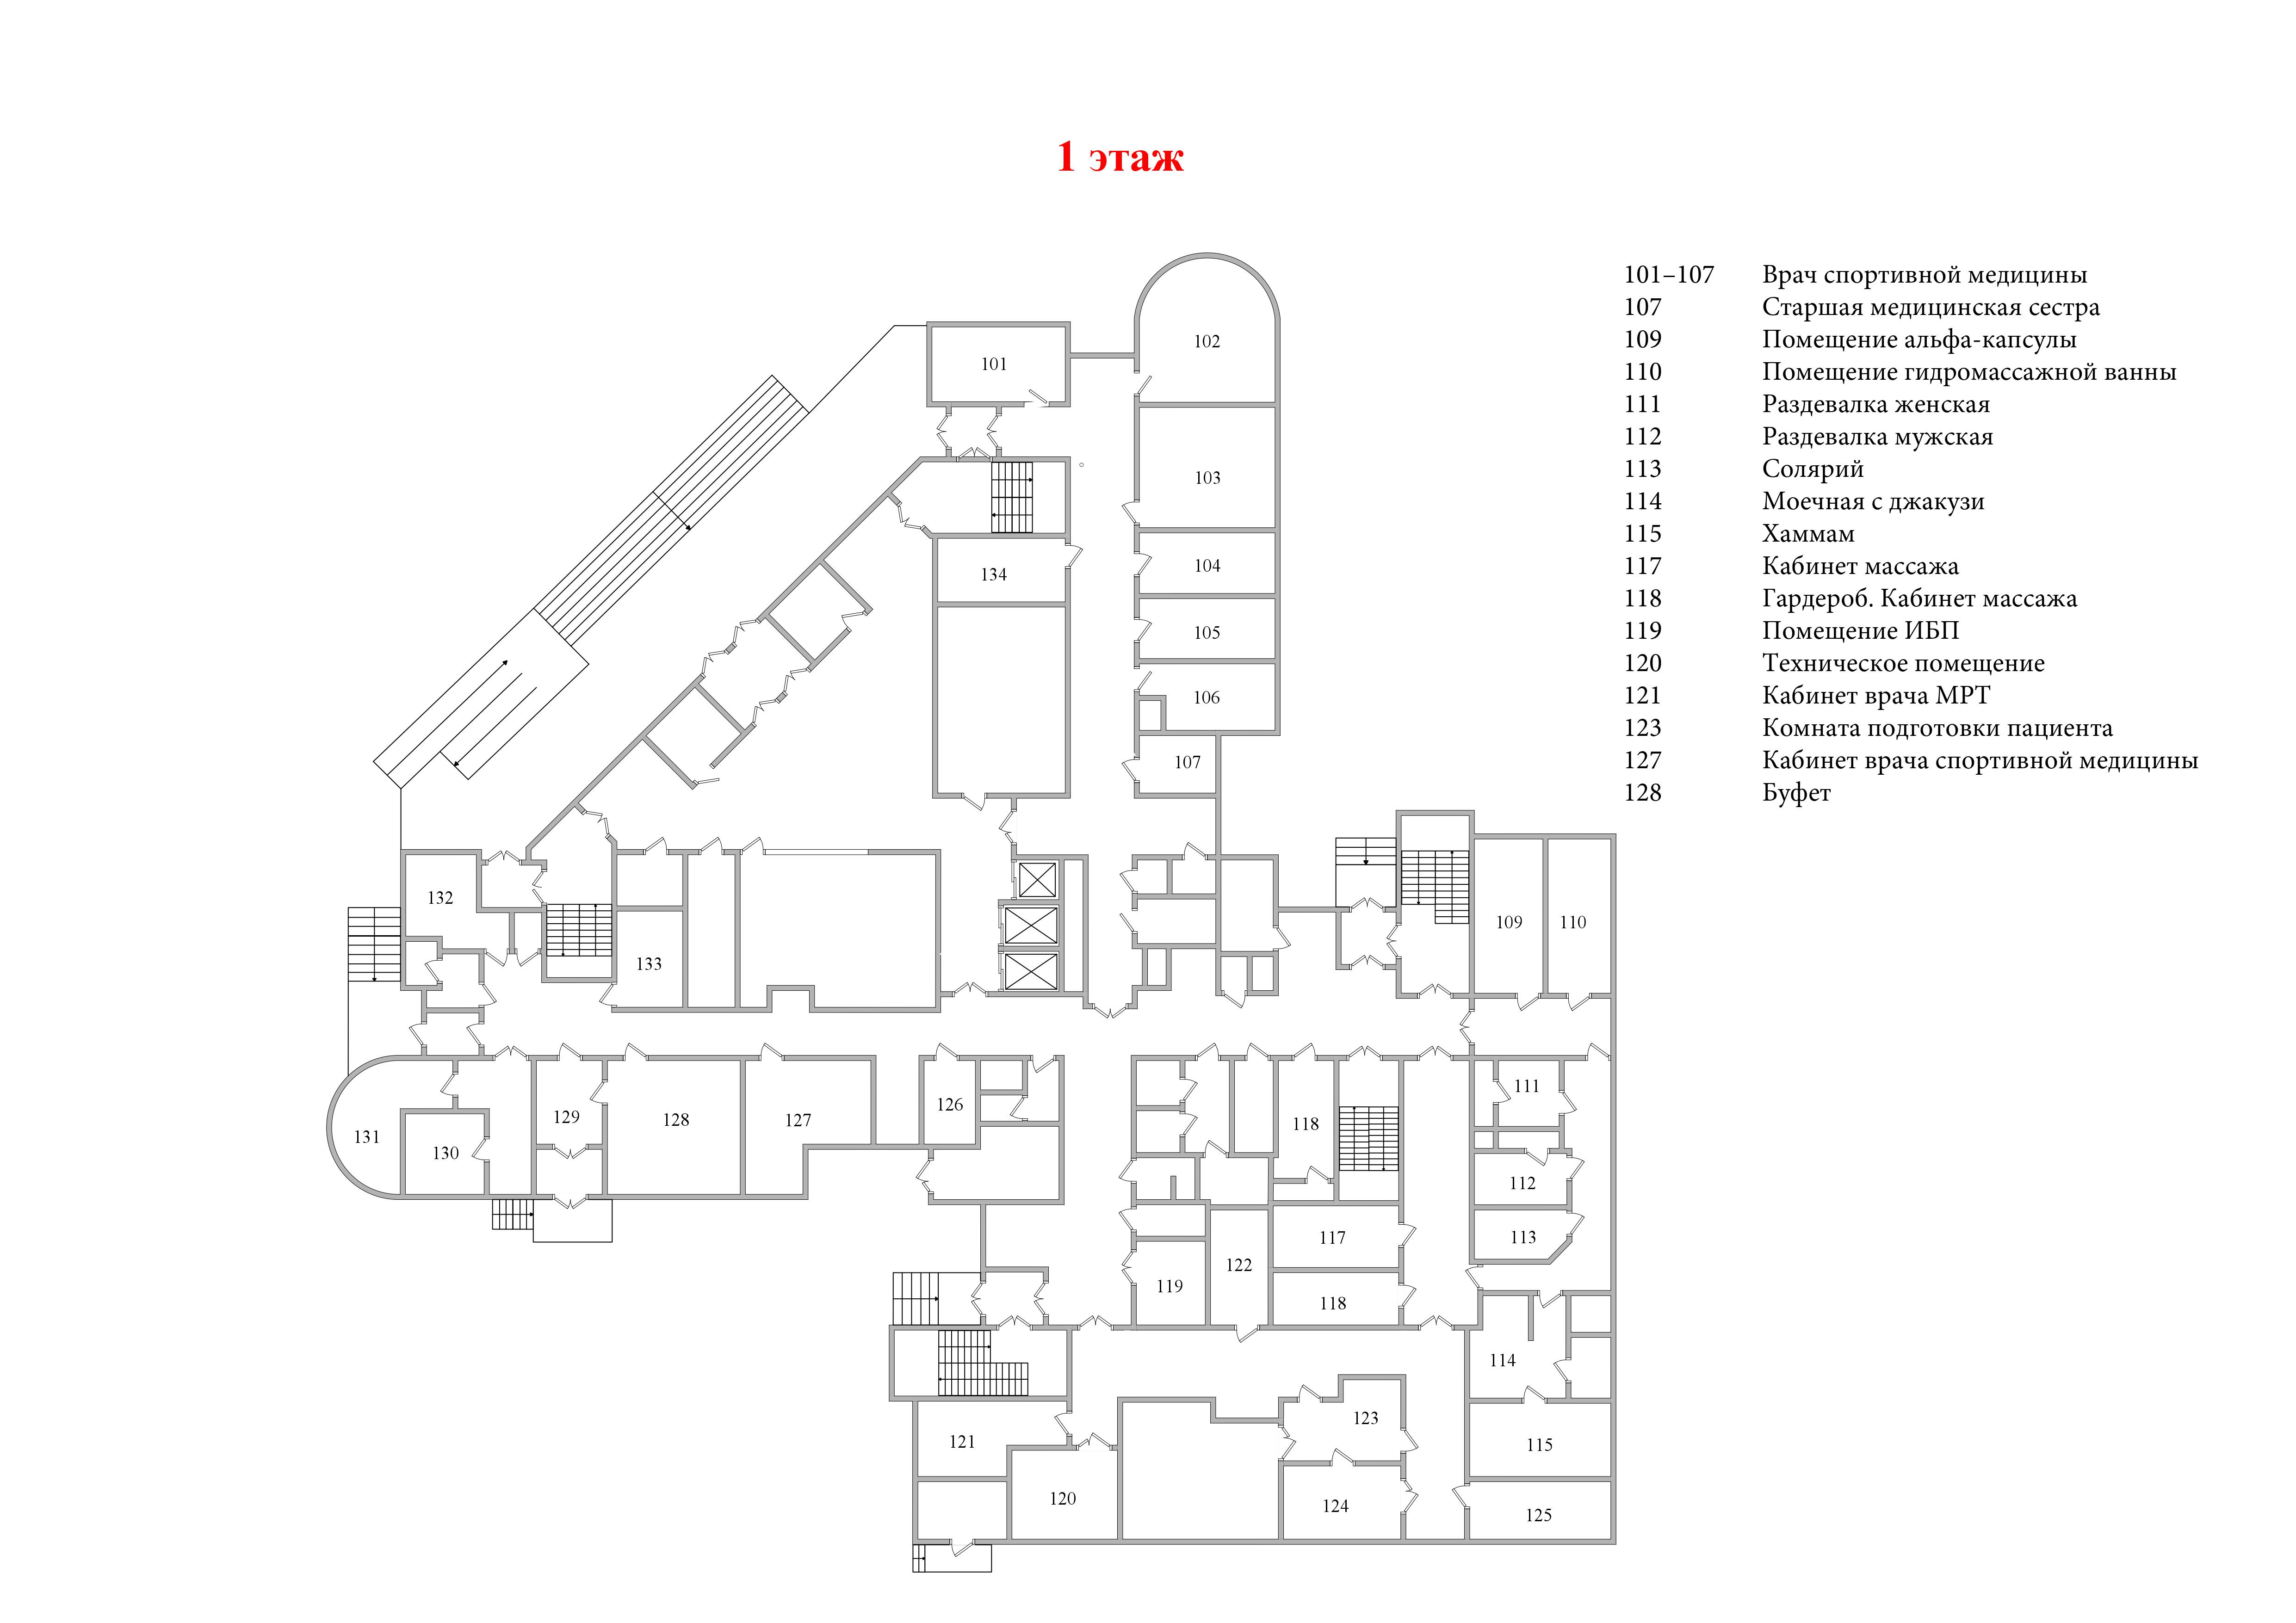 1 этаж
101–107 Врач спортивной медицины
107 Старшая медицинская сестра
109 Помещение альфа-капсулы
110 Помещение гидромассажной ванны
111 Раздевалка женская
112 Раздевалка мужская
113 Солярий
114 Моечная с джакузи
115 Хаммам
117 Кабинет массажа
118 Гардероб. Кабинет массажа
119 Помещение ИБП
120 Техническое помещение
121 Кабинет врача МРТ
123 Комната подготовки пациента
127 Кабинет врача спортивной медицины
128 Буфет
102
101
103
104
134
105
106
107
132
109
110
133
111
126
129
128
127
118
131
130
112
117
113
122
119
118
114
123
121
115
120
124
125